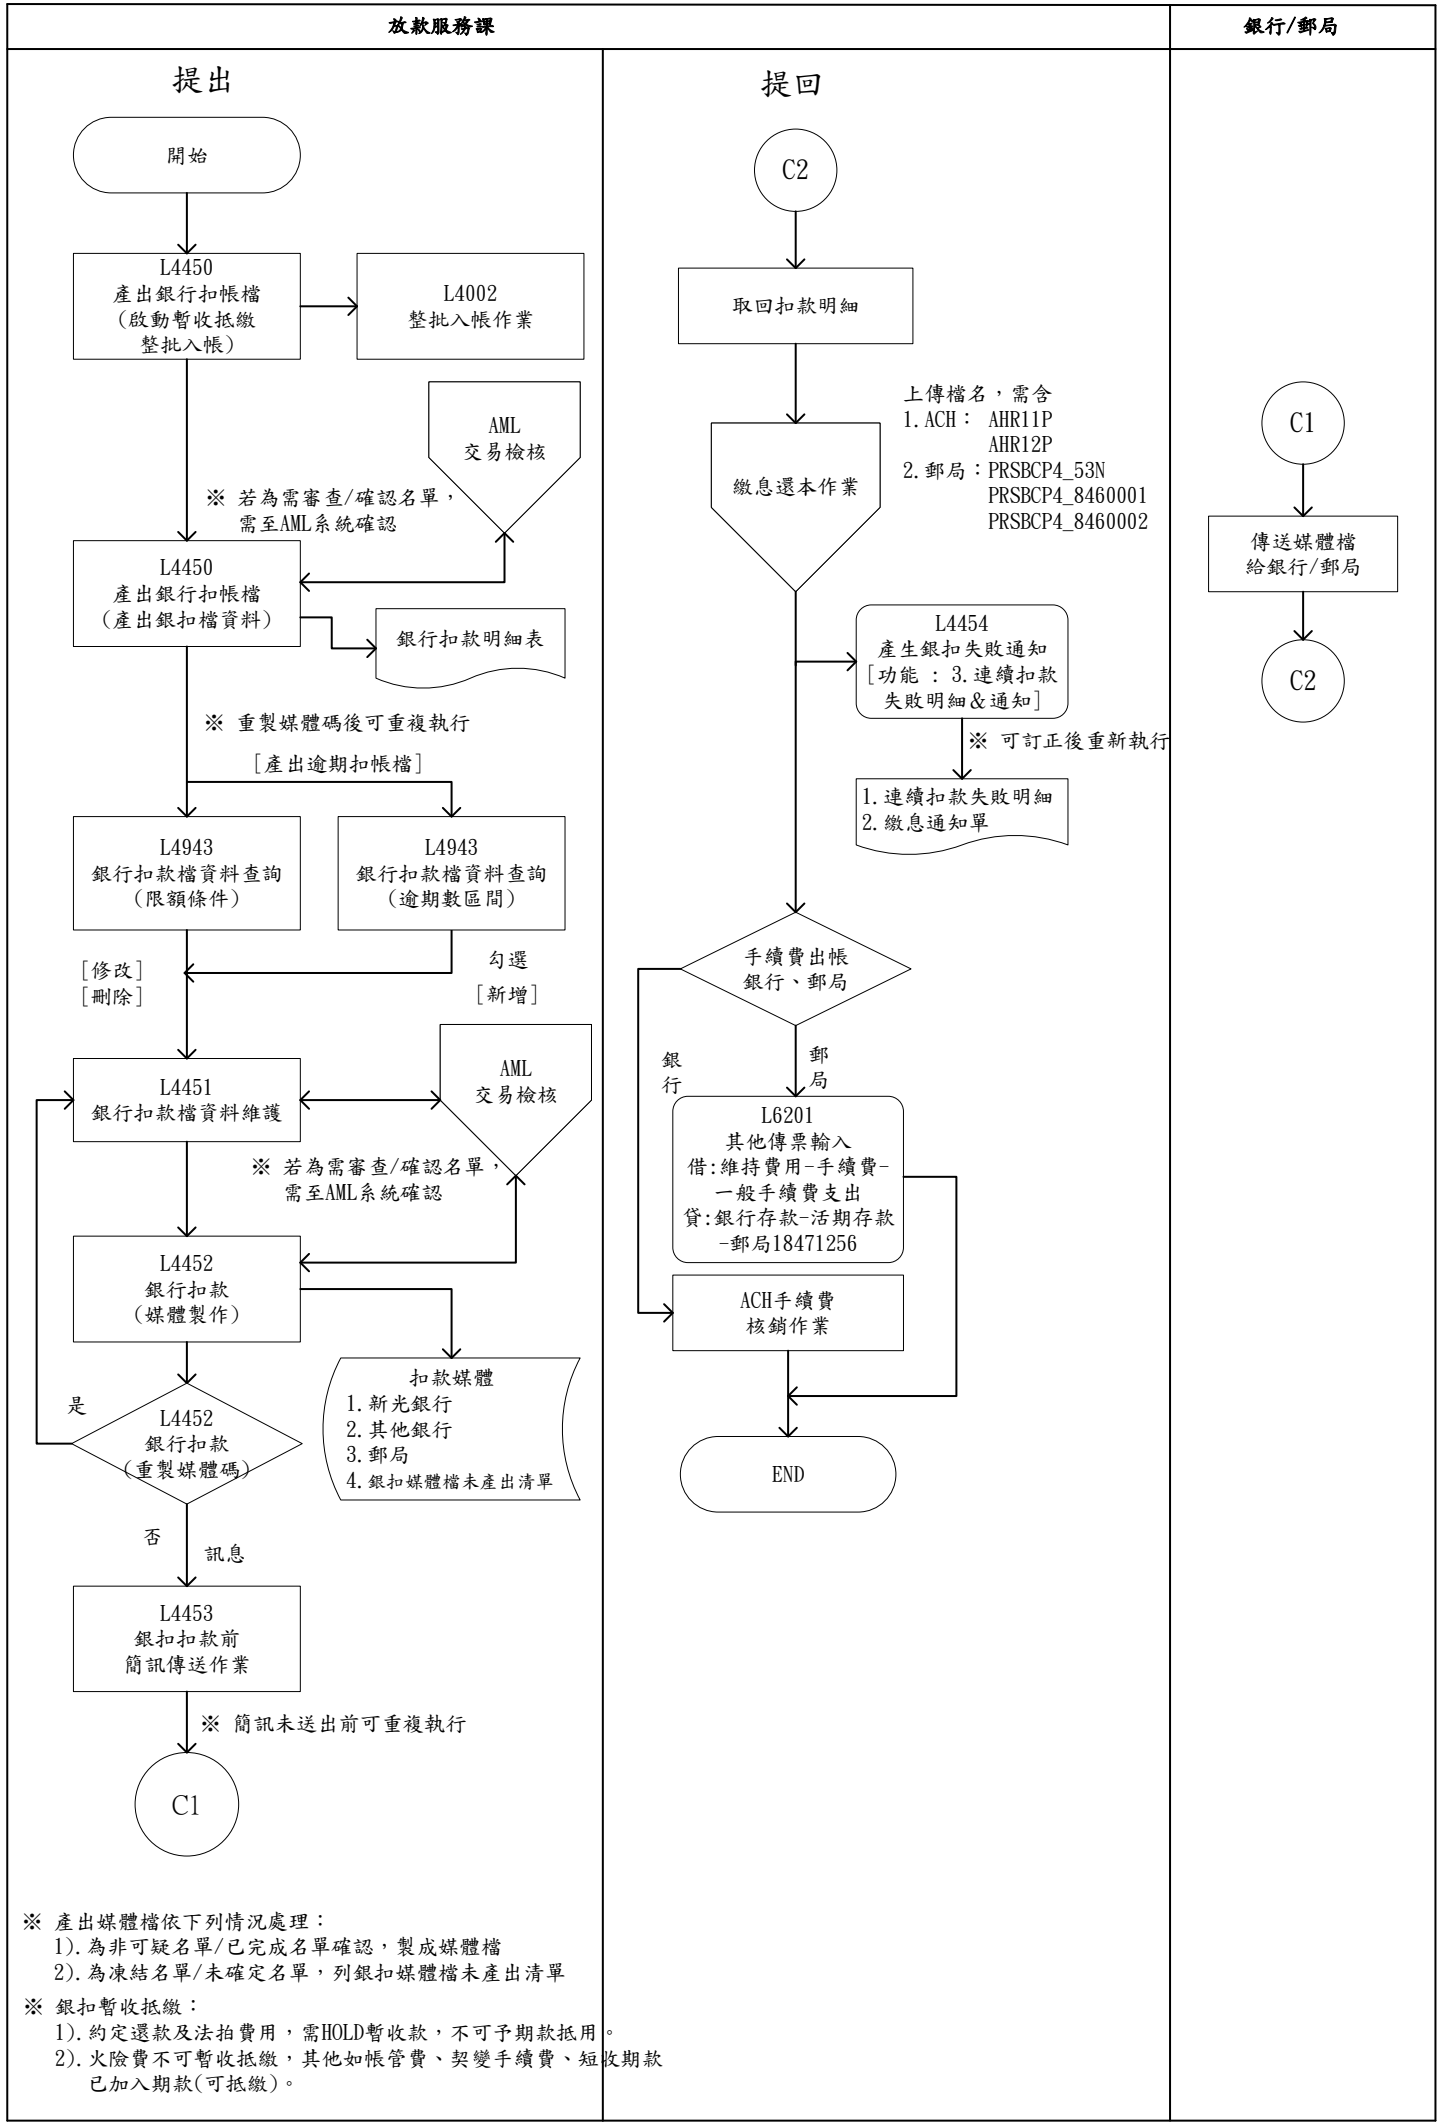 放款服務課
銀行/郵局
提出
開始
L4450
產出銀行扣帳檔
(啟動暫收抵繳
整批入帳)
L4002
整批入帳作業
AML
交易檢核
※ 若為需審查/確認名單，
需至AML系統確認
L4450
產出銀行扣帳檔
(產出銀扣檔資料)
銀行扣款明細表
※ 重製媒體碼後可重複執行
[產出逾期扣帳檔]
L4943
銀行扣款檔資料查詢
(限額條件)
L4943
銀行扣款檔資料查詢
(逾期數區間)
[修改]
[刪除]
勾選
[新增]
L4451
銀行扣款檔資料維護
AML
交易檢核
※ 若為需審查/確認名單，
需至AML系統確認
L4452
銀行扣款
(媒體製作)
扣款媒體
1.新光銀行
2.其他銀行
3.郵局
4.銀扣媒體檔未產出清單
是
L4452
銀行扣款
(重製媒體碼)
否
訊息
L4453
銀扣扣款前
簡訊傳送作業
※ 簡訊未送出前可重複執行
C1
※ 產出媒體檔依下列情況處理：
1).為非可疑名單/已完成名單確認，製成媒體檔
2).為凍結名單/未確定名單，列銀扣媒體檔未產出清單
※ 銀扣暫收抵繳：
1).約定還款及法拍費用，需HOLD暫收款，不可予期款抵用。
2).火險費不可暫收抵繳，其他如帳管費、契變手續費、短收期款
已加入期款(可抵繳)。
提回
C2
取回扣款明細
上傳檔名，需含
1.ACH： AHR11P
AHR12P
2.郵局：PRSBCP4_53N
PRSBCP4_8460001
PRSBCP4_8460002
繳息還本作業
L4454
產生銀扣失敗通知
[功能 : 3.連續扣款
失敗明細＆通知]
※ 可訂正後重新執行
1.連續扣款失敗明細
2.繳息通知單
手續費出帳
銀行、郵局
銀
行
郵
局
L6201
其他傳票輸入
借:維持費用-手續費-
一般手續費支出
貸:銀行存款-活期存款
-郵局18471256
ACH手續費
核銷作業
END
C1
傳送媒體檔
給銀行/郵局
C2